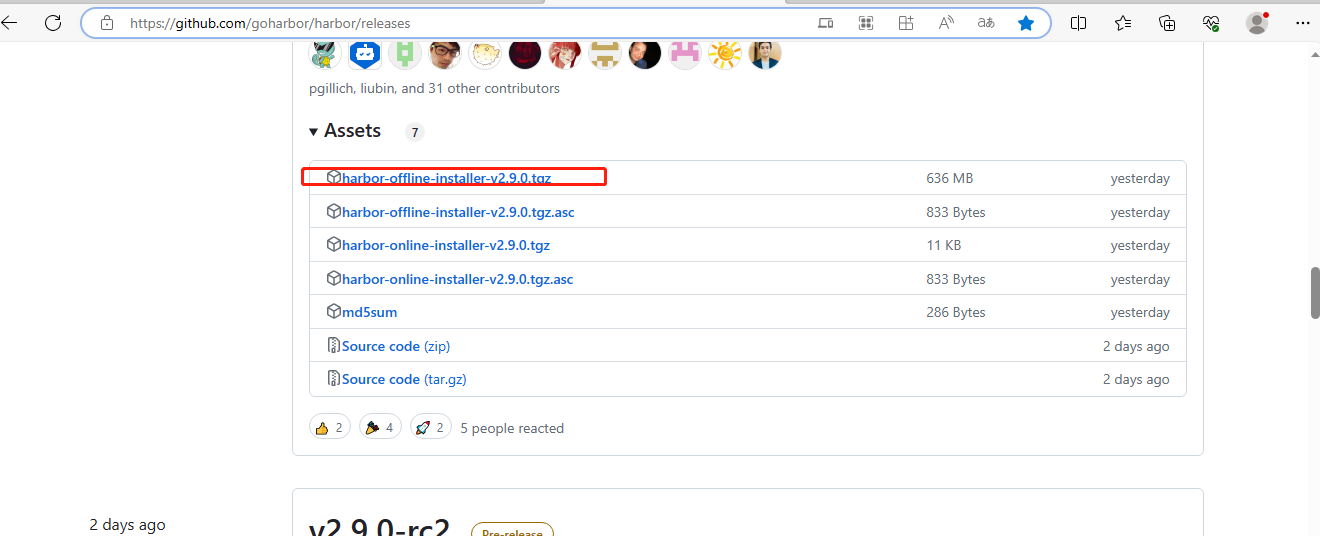 https://github.com/goharbor/harbor/releases
pgillich, liubin, and 31 other contributors
Assets 7
harbor-offline-installer-v2.9.0.tgz 636 MB yesterday
harbor-offline-installer-v2.9.0.tgz.asc 833 Bytes yesterday
harbor-online-installer-v2.9.0.tgz 11 KB yesterday
harbor-online-installer-v2.9.0.tgz.asc 833 Bytes yesterday
md5sum 286 Bytes yesterday
Source code (zip) 2 days ago
Source code (tar.gz) 2 days ago
2 4 2 5 people reacted
2 days ago
v2.9.0-rc2 Pre-release